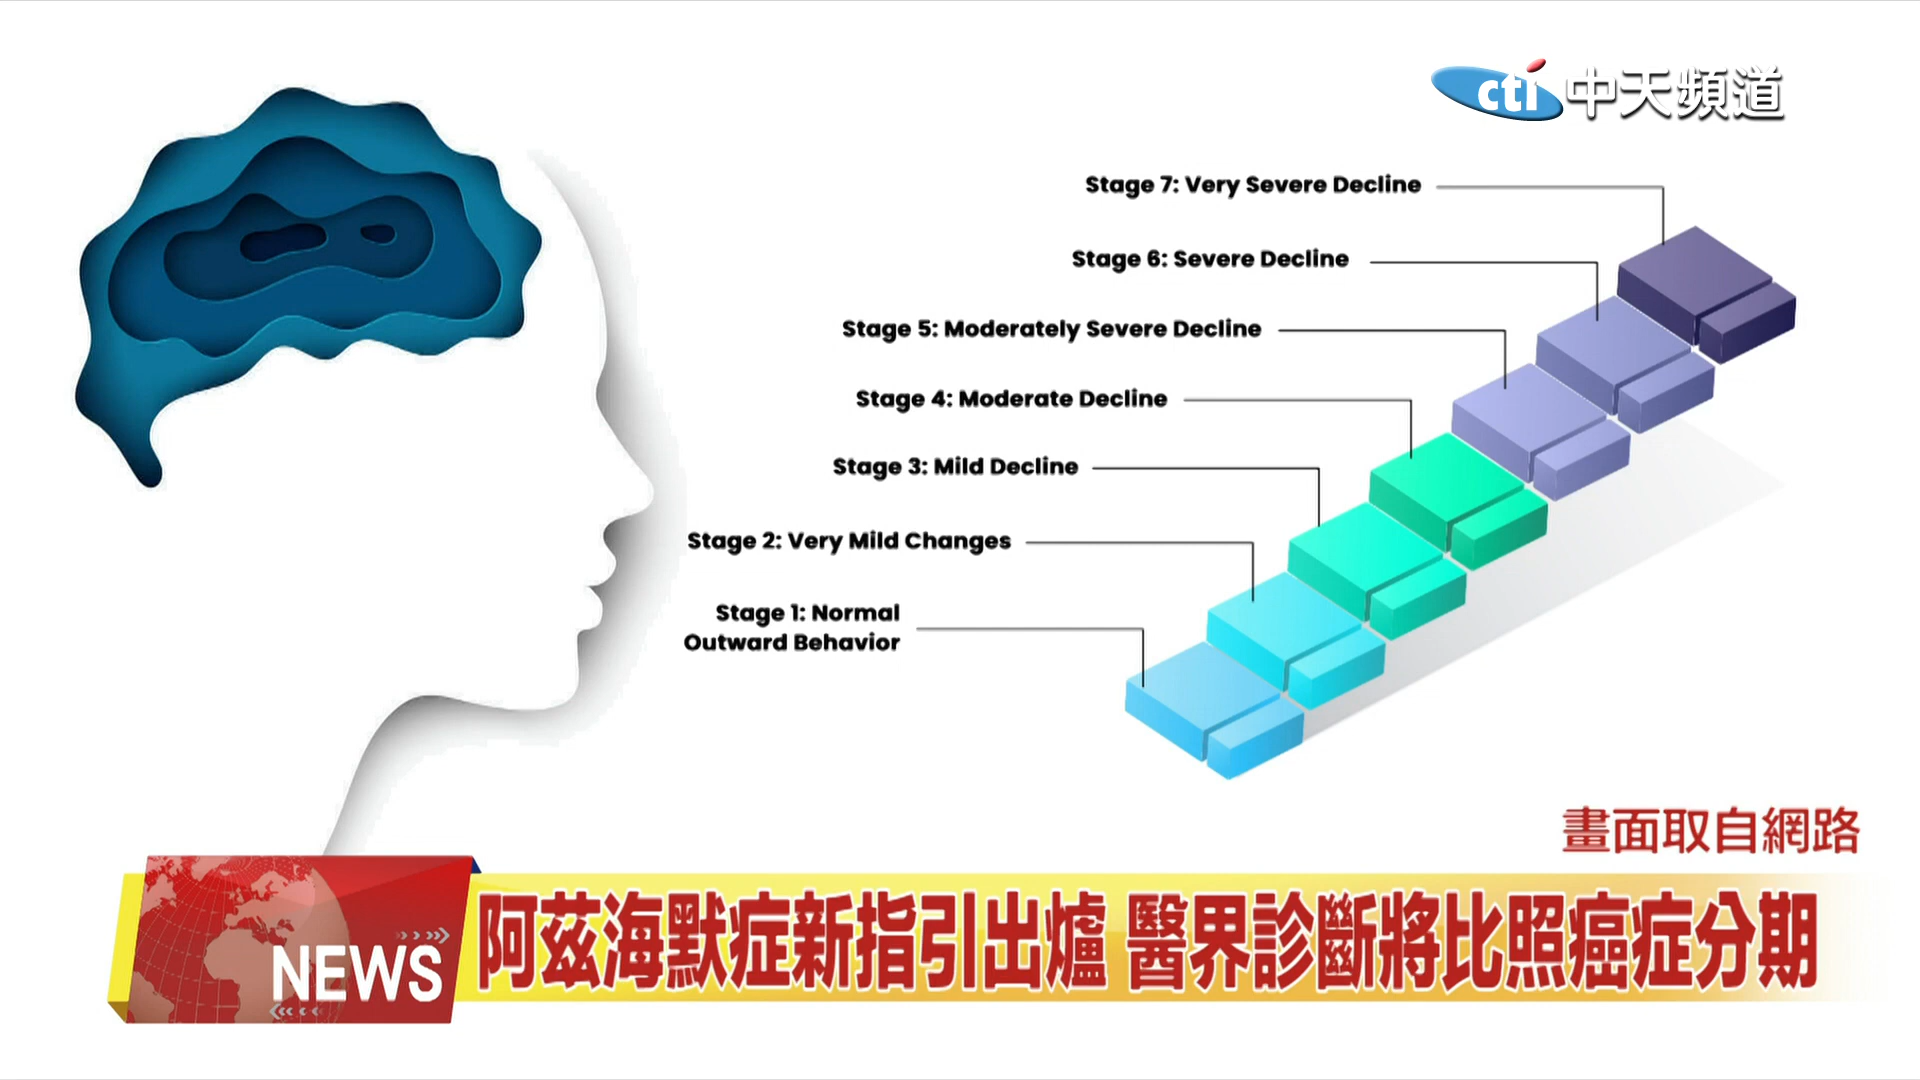 cti 中天頻道
Stage 7: Very Severe Decline
Stage 6: Severe Decline
Stage 5: Moderately Severe Decline
Stage 4: Moderate Decline
Stage 3: Mild Decline
Stage 2: Very Mild Changes
Stage 1: Normal
Outward Behavior
畫面取自網路
NEWS
阿茲海默症新指引出爐 醫界診斷將比照癌症分期